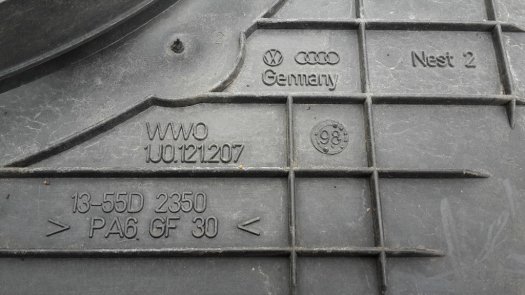 Germany
Nest 2
WWO
1J0.121.207
98
13-55D 2350
> PA6 GF 30 <